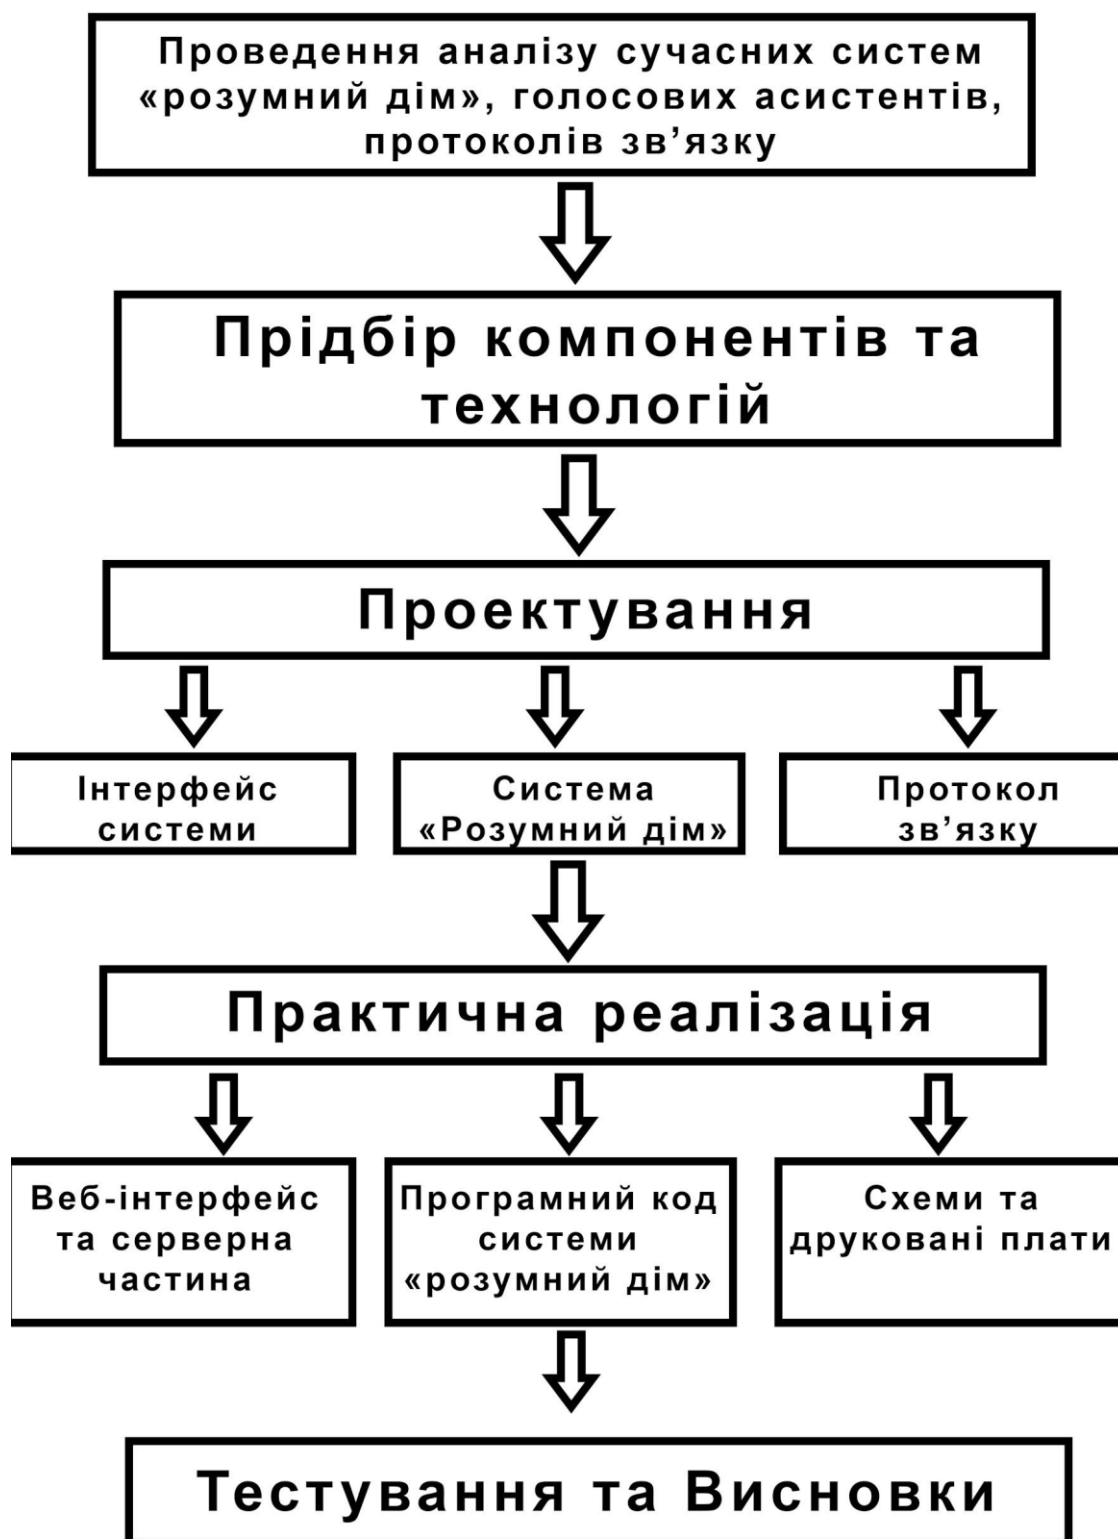 Проведення аналізу сучасних систем
«розумний дім», голосових асистентів,
протоколів зв’язку
Прідбір компонентів та
технологій
Проектування
Інтерфейс
системи
Система
«Розумний дім»
Протокол
зв’язку
Практична реалізація
Веб-інтерфейс
та серверна
частина
Програмний код
системи
«розумний дім»
Схеми та
друковані плати
Тестування та Висновки